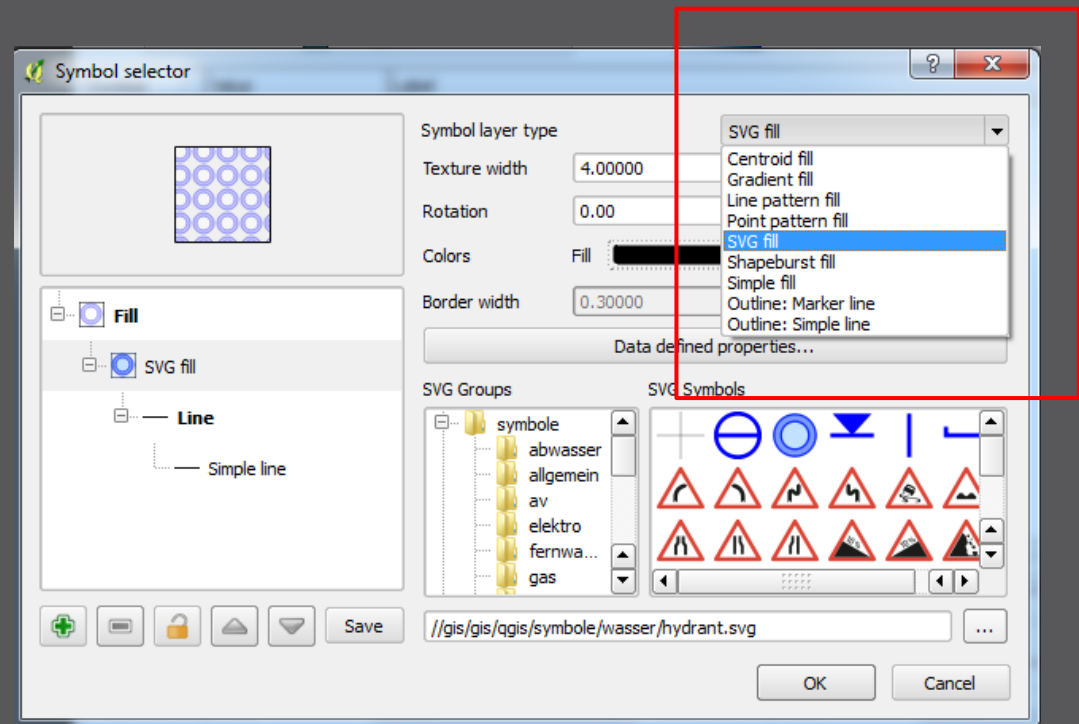 Symbol selector
?
Symbol layer type
SVG fill
Texture width
4.00000
Rotation
0.00
Colors
Fill
Border width
0.30000
Centroid fill
Gradient fill
Line pattern fill
Point pattern fill
SVG fill
Shapeburst fill
Simple fill
Outline: Marker line
Outline: Simple line
Data defined properties...
Fill
SVG fill
Line
Simple line
SVG Groups
symbole
abwasser
allgemein
av
elektro
fernwa...
gas
SVG Symbols
Save
//gis/gis/qgis/symbole/wasser/hydrant.svg
...
OK
Cancel